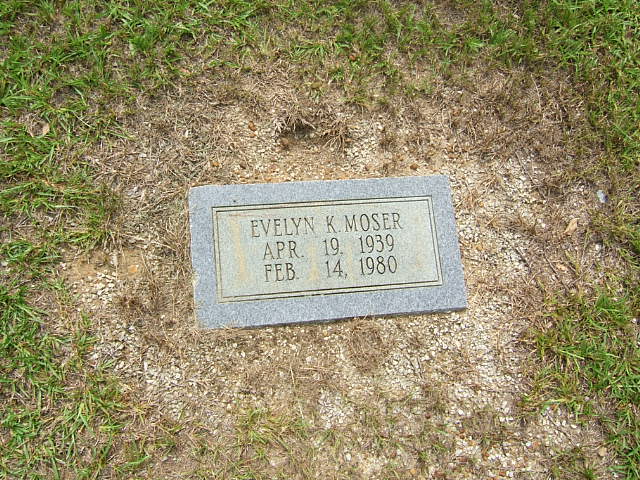 EVELYN K. MOSER
APR. 19, 1939
FEB. 14, 1980